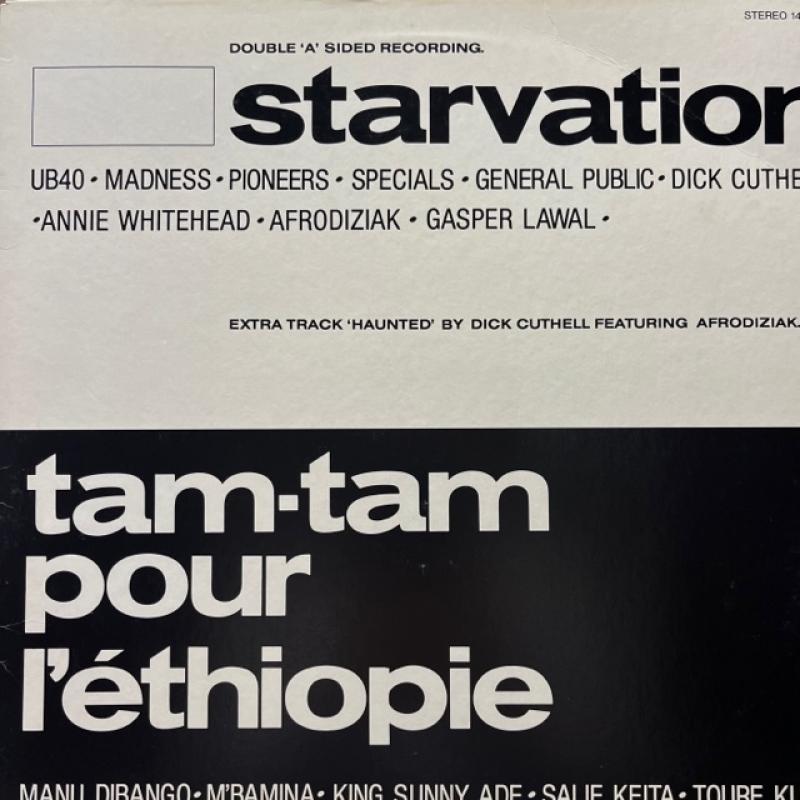 STEREO 14
DOUBLE 'A' SIDED RECORDING.
starvation
UB40 • MADNESS • PIONEERS • SPECIALS • GENERAL PUBLIC • DICK CUTHE
•ANNIE WHITEHEAD • AFRODIZIAK • GASPER LAWAL •
EXTRA TRACK 'HAUNTED' BY DICK CUTHELL FEATURING AFRODIZIAK.
tam-tam
pour
l'éthiopie
MANU DIBANGO • M'BAMINA • KING SUNNY ADE • SALIF KEITA • TOURE KU